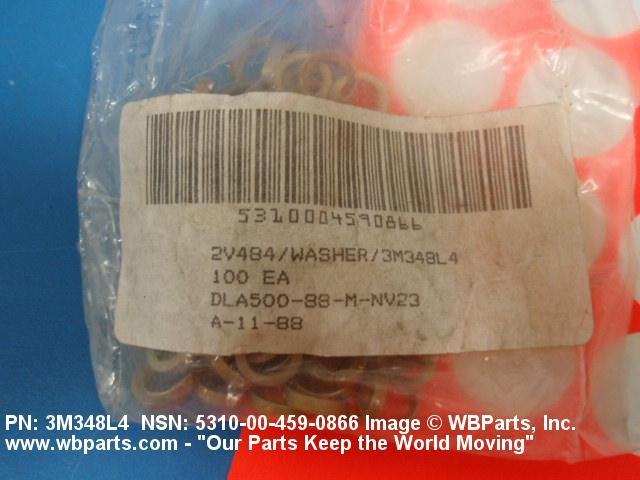 5310004590866
2V484/WASHER/3M348L4
100 EA
DLA500-88-M-NV23
A-11-88
PN: 3M348L4 NSN: 5310-00-459-0866 Image © WBParts, Inc.
www.wbparts.com - "Our Parts Keep the World Moving"